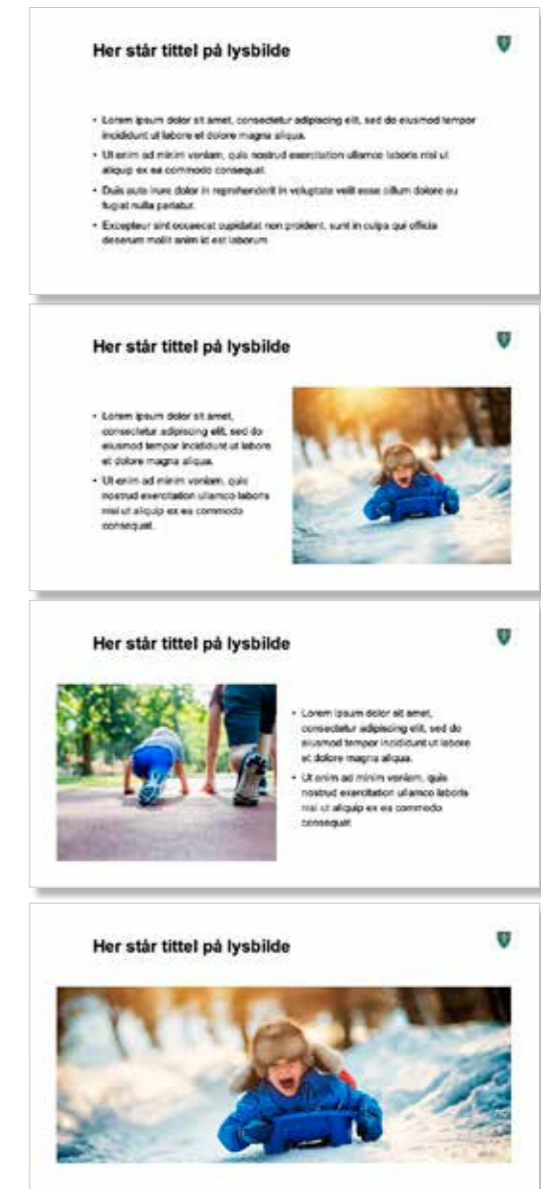 Her står tittel på lysbilde
• Lorem ipsum dolor sit amet, consectetur adipiscing elit, sed do eiusmod tempor
incididunt ut labore et dolore magna aliqua.
• Ut enim ad minim veniam, quis nostrud exercitation ullamco laboris nisi ut
aliquip ex ea commodo consequat.
• Duis aute irure dolor in reprehenderit in voluptate velit esse cillum dolore eu
fugiat nulla pariatur.
• Excepteur sint occaecat cupidatat non proident, sunt in culpa qui officia
deserunt mollit anim id est laborum
Her står tittel på lysbilde
• Lorem ipsum dolor sit amet,
consectetur adipiscing elit, sed do
eiusmod tempor incididunt ut labore
et dolore magna aliqua.
• Ut enim ad minim veniam, quis
nostrud exercitation ullamco laboris
nisi ut aliquip ex ea commodo
consequat.
Her står tittel på lysbilde
• Lorem ipsum dolor sit amet,
consectetur adipiscing elit, sed do
eiusmod tempor incididunt ut labore
et dolore magna aliqua.
• Ut enim ad minim veniam, quis
nostrud exercitation ullamco laboris
nisi ut aliquip ex ea commodo
consequat
Her står tittel på lysbilde